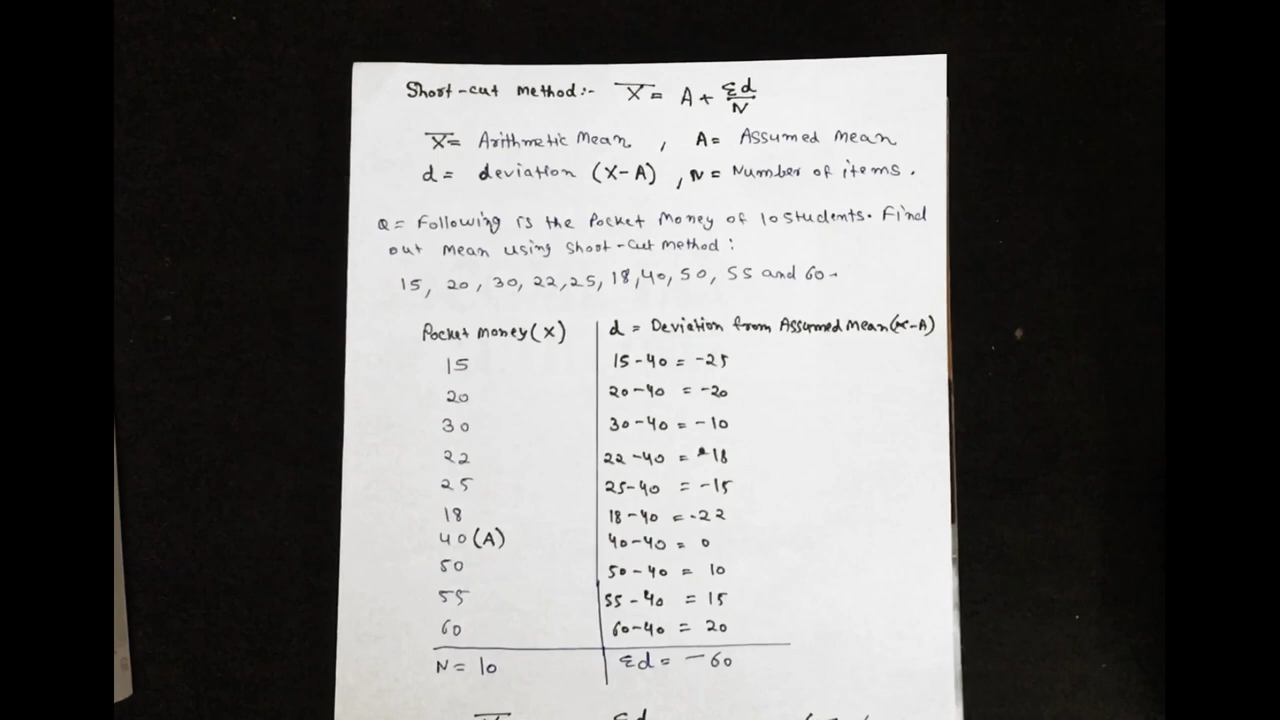 Short-cut method:- X̅ = A + Σd/N
X̅ = Arithmetic Mean, A = Assumed Mean
d = deviation (X-A), N = Number of items.
Q = Following is the Pocket Money of 10 Students. Find
out Mean using Short-cut Method:
15, 20, 30, 22, 25, 18, 40, 50, 55 and 60.
Pocket Money (X) d = Deviation from Assumed Mean (x-A)
15 15-40 = -25
20 20-40 = -20
30 30-40 = -10
22 22-40 = -18
25 25-40 = -15
18 18-40 = -22
40 (A) 40-40 = 0
50 50-40 = 10
55 55-40 = 15
60 60-40 = 20
N = 10 Σd = -60